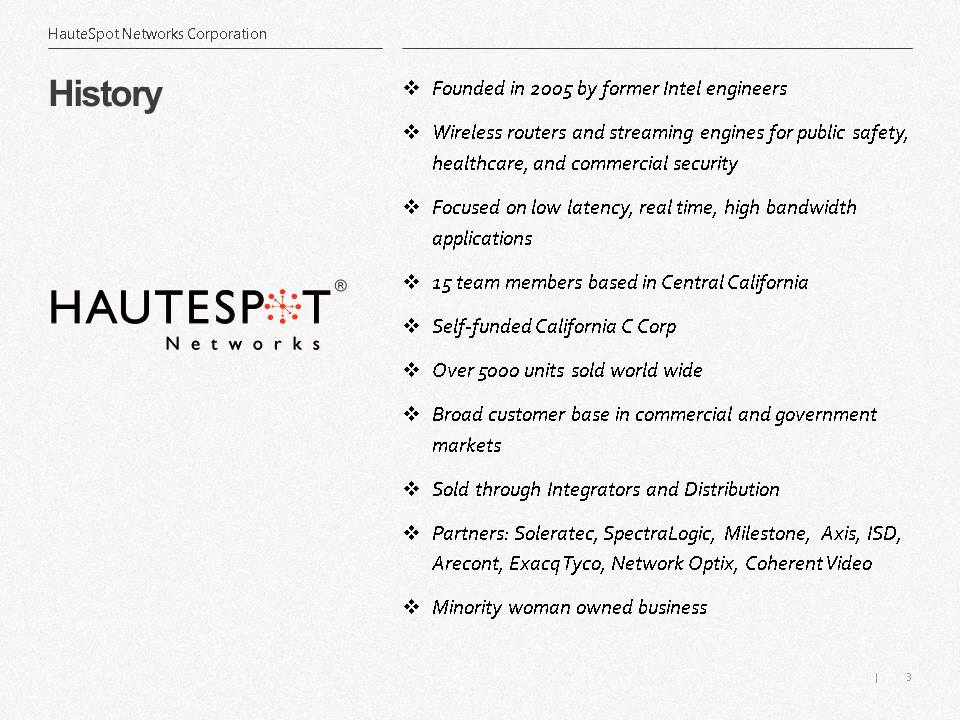 HauteSpot Networks Corporation
History
HAUTESPOT®
Networks
❖ Founded in 2005 by former Intel engineers
❖ Wireless routers and streaming engines for public safety,
healthcare, and commercial security
❖ Focused on low latency, real time, high bandwidth
applications
❖ 15 team members based in Central California
❖ Self-funded California C Corp
❖ Over 5000 units sold world wide
❖ Broad customer base in commercial and government
markets
❖ Sold through Integrators and Distribution
❖ Partners: Soleratec, SpectraLogic, Milestone, Axis, ISD,
Arecont, Exacq Tyco, Network Optix, Coherent Video
❖ Minority woman owned business
| 3